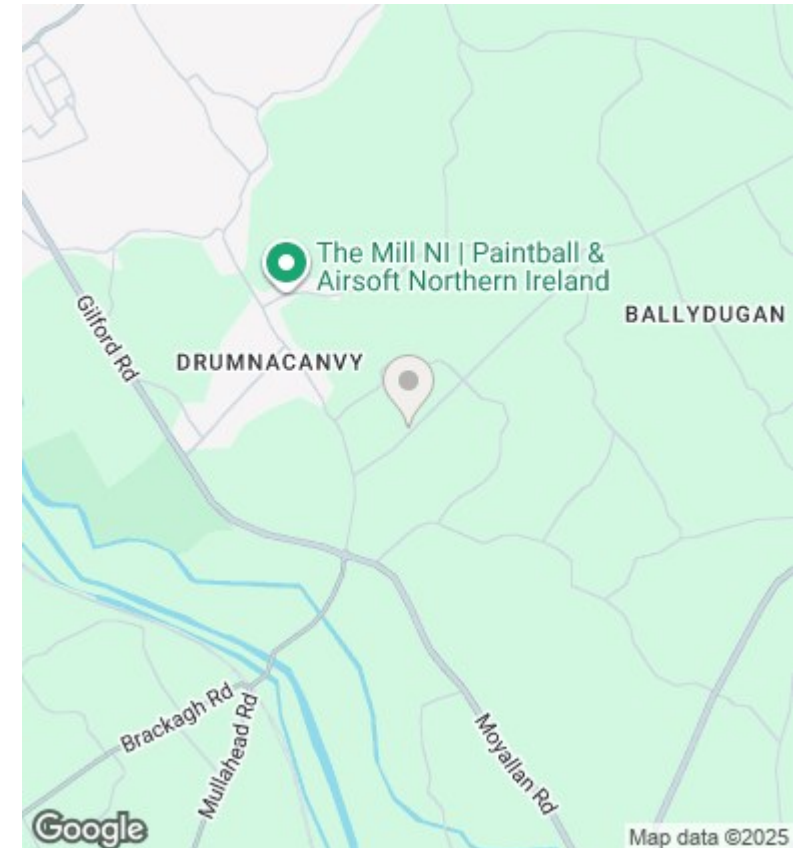 The Mill NI | Paintball &
Airsoft Northern Ireland
BALLYDUGAN
Gilford Rd
DRUMNACANVY
Brackagh Rd
Mullahead Rd
Moyallan Rd
Google
Map data ©2025